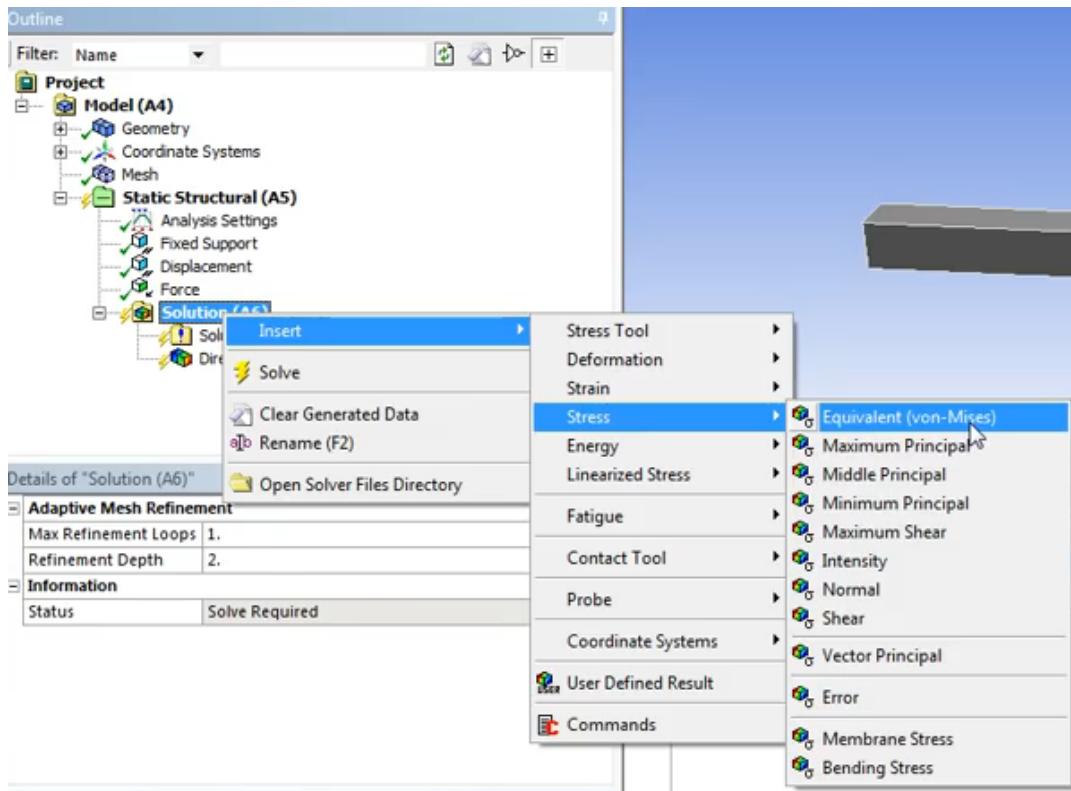 Outline
Filter: Name
Project
Model (A4)
Geometry
Coordinate Systems
Mesh
Static Structural (A5)
Analysis Settings
Fixed Support
Displacement
Force
Solution (A6)
Insert
Solve
Clear Generated Data
Rename (F2)
Open Solver Files Directory
Stress Tool
Deformation
Strain
Stress
Energy
Linearized Stress
Fatigue
Contact Tool
Probe
Coordinate Systems
User Defined Result
Commands
Equivalent (von-Mises)
Maximum Principal
Middle Principal
Minimum Principal
Maximum Shear
Intensity
Normal
Shear
Vector Principal
Error
Membrane Stress
Bending Stress
Details of "Solution (A6)"
Adaptive Mesh Refinement
Max Refinement Loops 1.
Refinement Depth 2.
Information
Status Solve Required